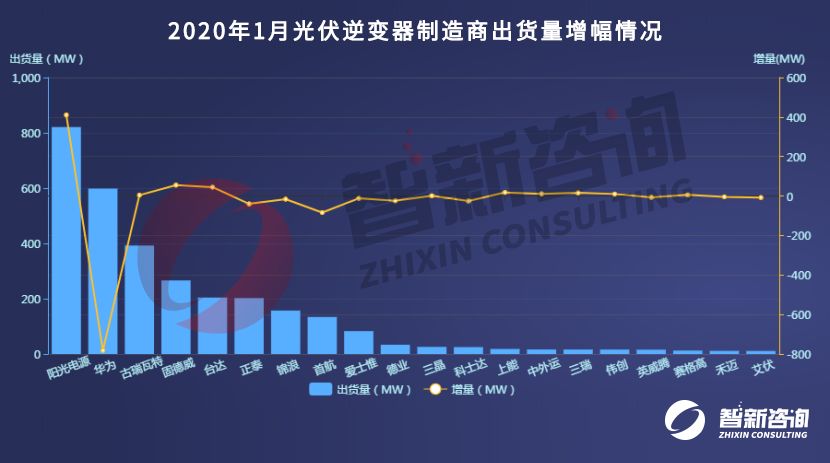 2020年1月光伏逆变器制造商出货量增幅情况
出货量（MW）
增量(MW)
1,000
800
600
400
200
0
600
400
200
0
-200
-400
-600
-800
阳光电源
华为
古瑞瓦特
固德威
台达
正泰
锦浪
首航
爱士惟
德业
三晶
科士达
上能
中外运
三瑞
伟创
英威腾
赛格高
禾迈
艾伏
出货量（MW）
增量（MW）
智新咨询
ZHIXIN CONSULTING
智新咨询
ZHIXIN CONSULTING